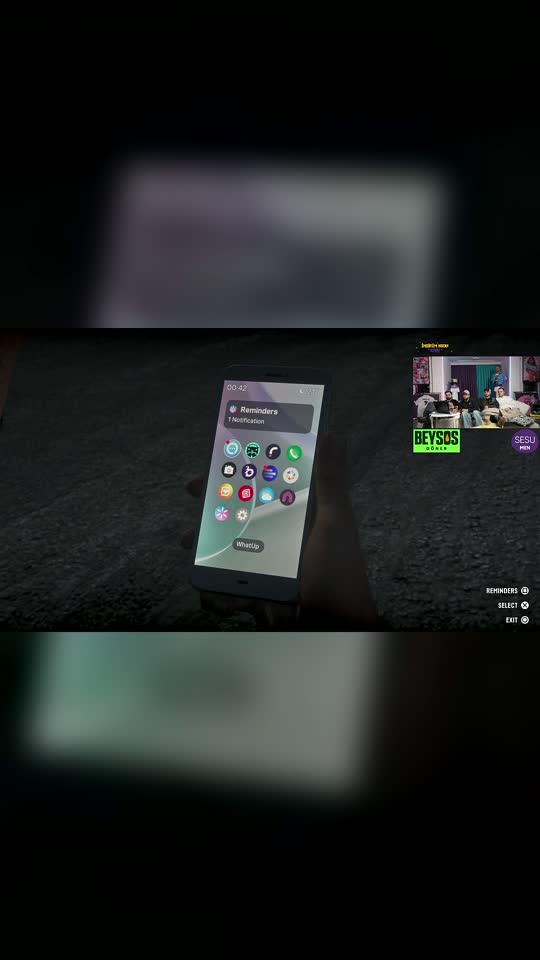 00:42
Reminders
1 Notification
WhatUp
BEYSOS
DÖNER
SESU
MEN
REMINDERS
SELECT
EXIT